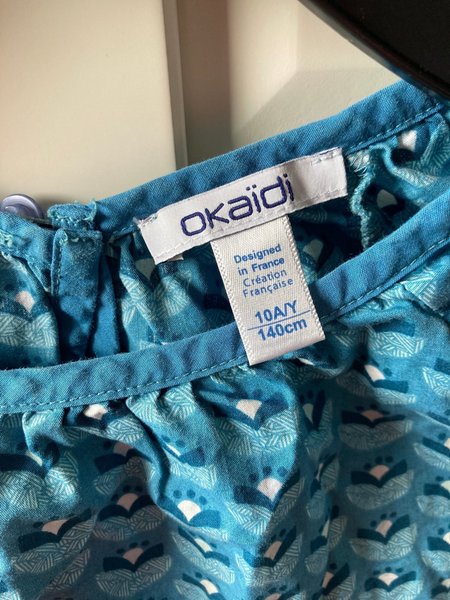 okaïdi
Designed
in France
Création
Française
10A/Y
140cm